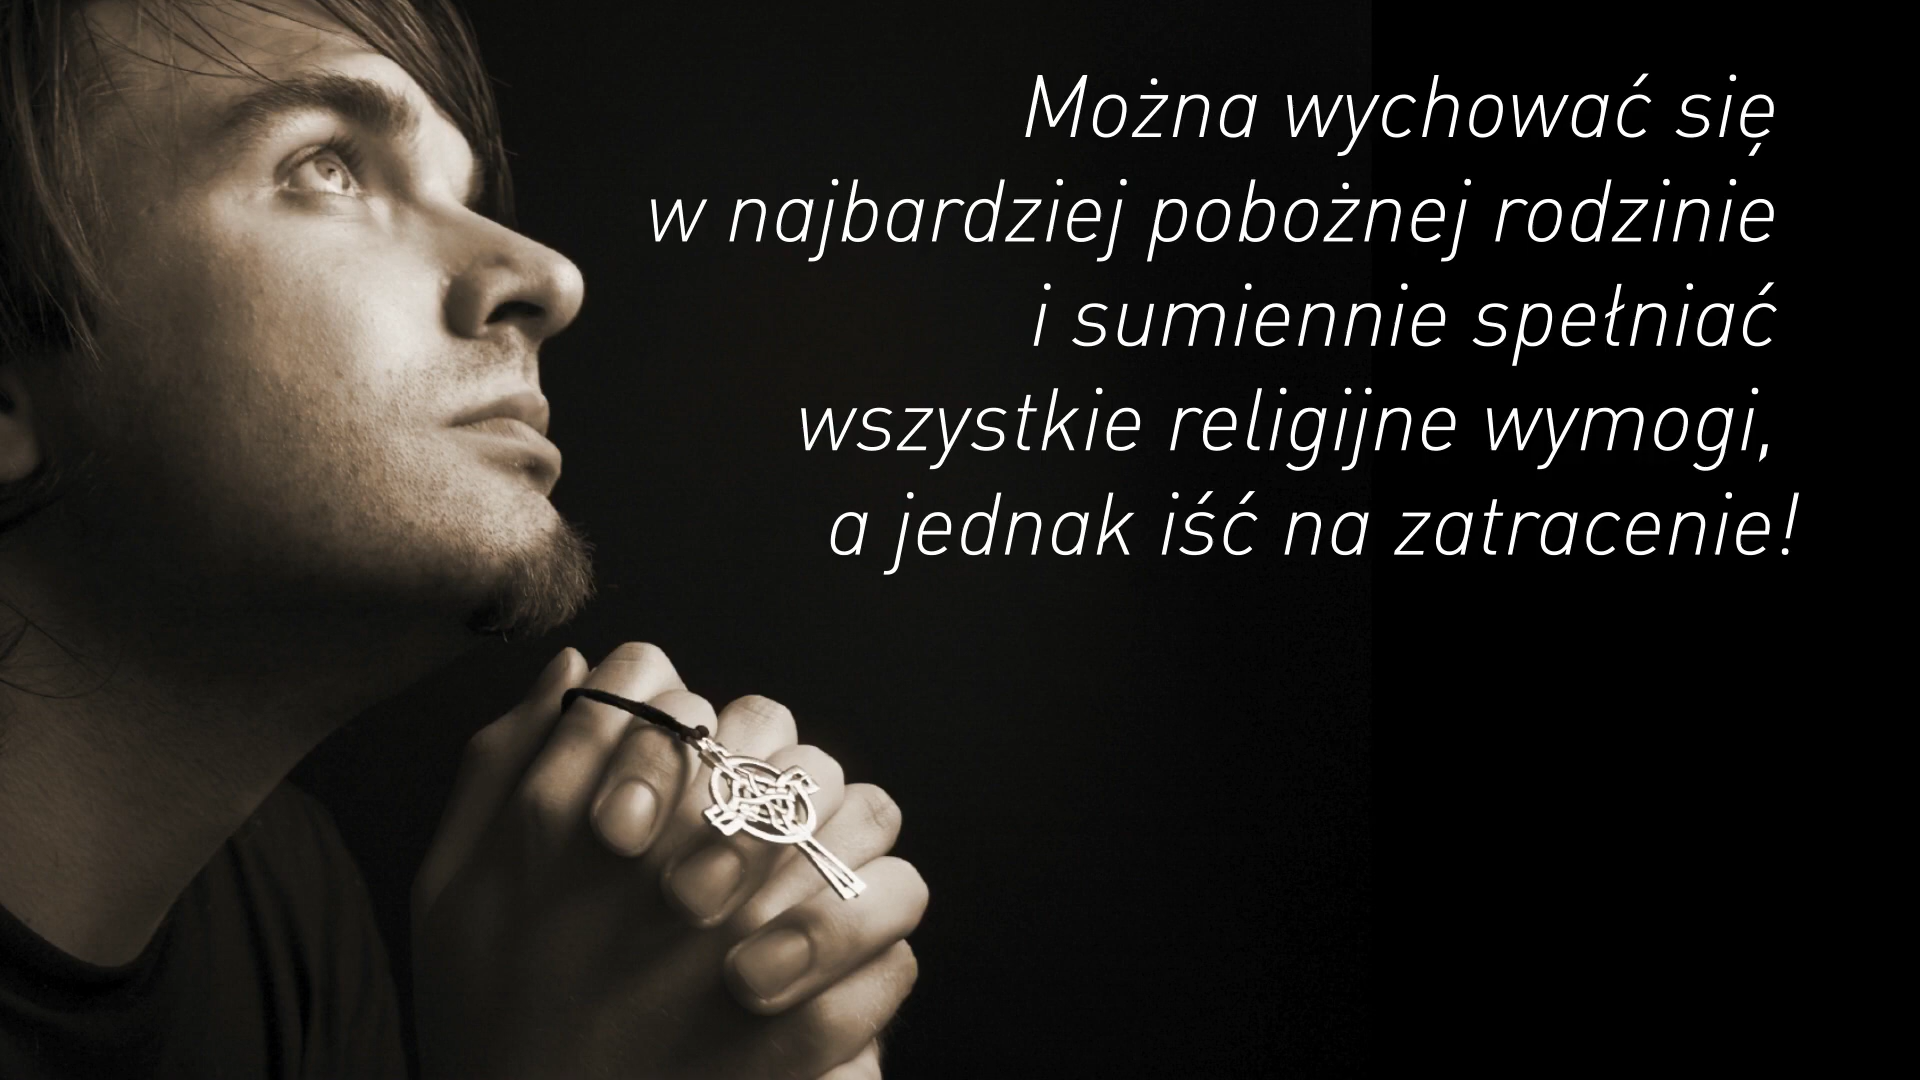 Można wychować się
w najbardziej pobożnej rodzinie
i sumiennie spełniać
wszystkie religijne wymogi,
a jednak iść na zatracenie!